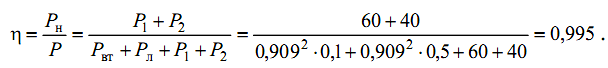 η = Pн/P = (P1 + P2)/(Pвт + Pл + P1 + P2) = (60 + 40)/(0,909² · 0,1 + 0,909² · 0,5 + 60 + 40) = 0,995 .